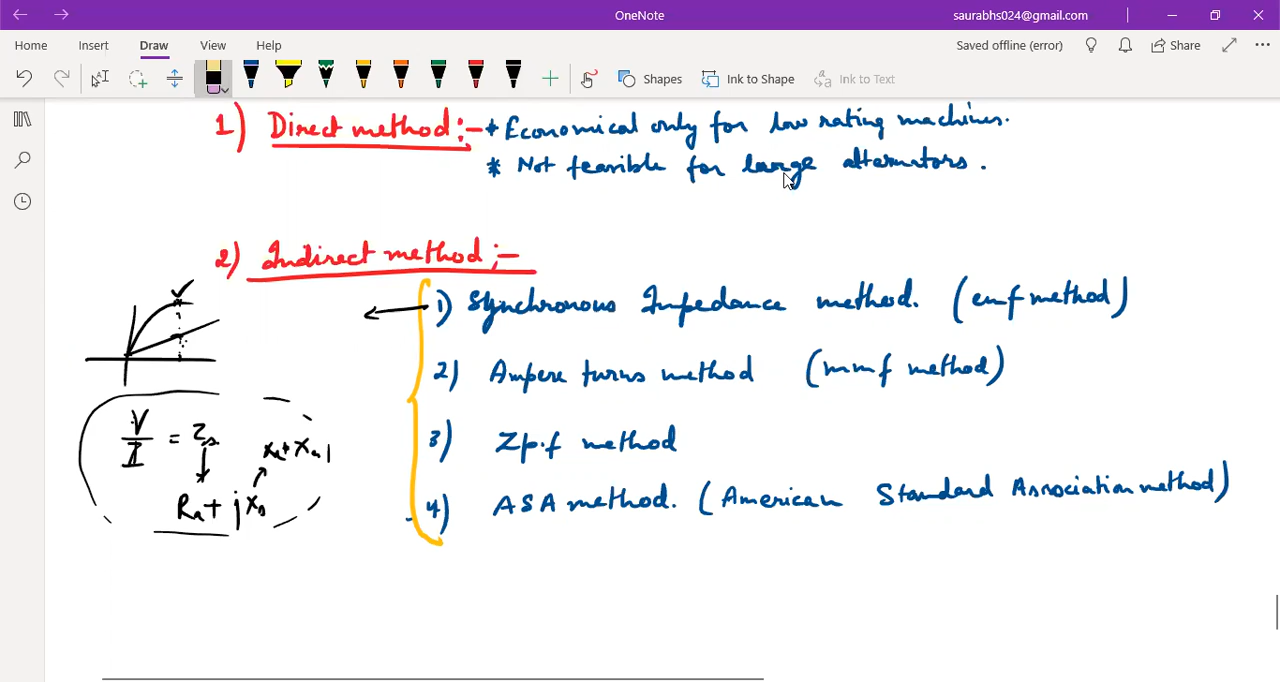 OneNote
saurabhs024@gmail.com
Home Insert Draw View Help
Saved offline (error)
Share
Shapes
Ink to Shape
Ink to Text
1) Direct method :- * Economical only for low rating machines.
* Not feasible for large alternators.
2) Indirect method :-
1) Synchronous Impedance method. (emf method)
2) Ampere turns method (mmf method)
3) Zp.f method
4) ASA method. (American Standard Association method)
V/I = Zs
Ra + jXs